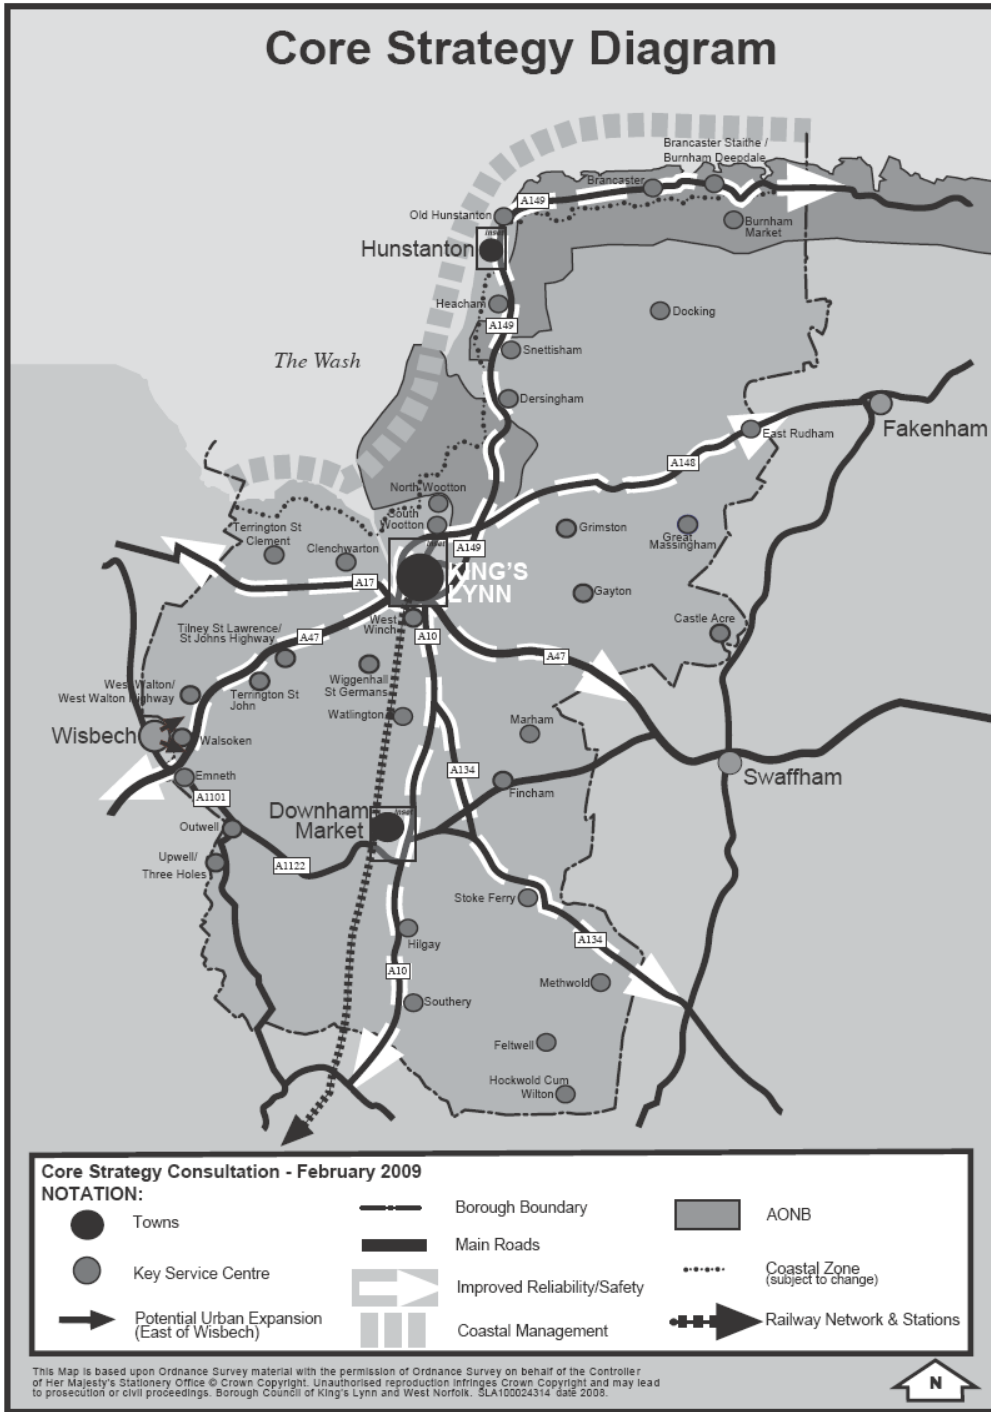 Core Strategy Diagram
Brancaster Staithe /
Burnham Deepdale
Brancaster
A149
Old Hunstanton
Burnham
Market
Inset
Hunstanton
Heacham
Docking
A149
The Wash
Snettisham
Dersingham
Fakenham
East Rudham
A148
North Wootton
South
Wootton
Grimston
Great
Massingham
Terrington St
Clement
Clenchwarton
Inset
A149
KING'S
LYNN
A17
Gayton
West
Winch
A10
Castle Acre
Tilney St Lawrence/
St Johns Highway
A47
A47
Wiggenhall
St Germans
West Walton/
West Walton Highway
Terrington St
John
Watlington
Marham
Wisbech
Walsoken
Emneth
A134
Swaffham
A1101
Fincham
Downham
Market
Inset
Outwell
Upwell/
Three Holes
A1122
Stoke Ferry
Hilgay
A134
A10
Methwold
Southery
Feltwell
Hockwold Cum
Wilton
Core Strategy Consultation - February 2009
NOTATION:
Towns
Key Service Centre
Potential Urban Expansion
(East of Wisbech)
Borough Boundary
Main Roads
Improved Reliability/Safety
Coastal Management
AONB
Coastal Zone
(subject to change)
Railway Network & Stations
This Map is based upon Ordnance Survey material with the permission of Ordnance Survey on behalf of the Controller
of Her Majesty's Stationery Office © Crown Copyright. Unauthorised reproduction infringes Crown Copyright and may lead
to prosecution or civil proceedings. Borough Council of King's Lynn and West Norfolk. SLA100024314 date 2008.
N